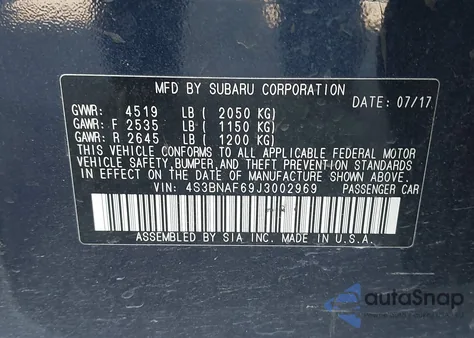 MFD BY SUBARU CORPORATION
DATE: 07/17
GVWR: 4519 LB ( 2050 KG)
GAWR: F 2535 LB ( 1150 KG)
GAWR: R 2645 LB ( 1200 KG)
THIS VEHICLE CONFORMS TO ALL APPLICABLE FEDERAL MOTOR
VEHICLE SAFETY, BUMPER, AND THEFT PREVENTION STANDARDS
IN EFFECT ON THE DATE OF MANUFACTURE SHOWN ABOVE.
VIN: 4S3BNAF69J3002969 PASSENGER CAR
ASSEMBLED BY SIA INC. MADE IN U.S.A.
autoSnap